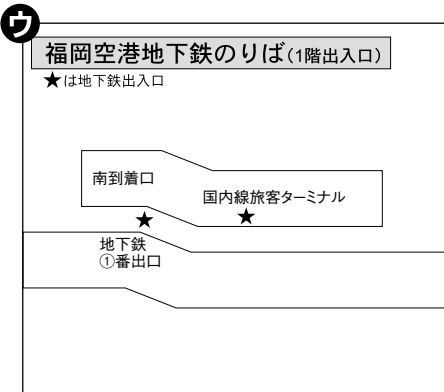 ウ
福岡空港地下鉄のりば(1階出入口)
★は地下鉄出入口
南到着口
国内線旅客ターミナル
★
★
地下鉄
①番出口